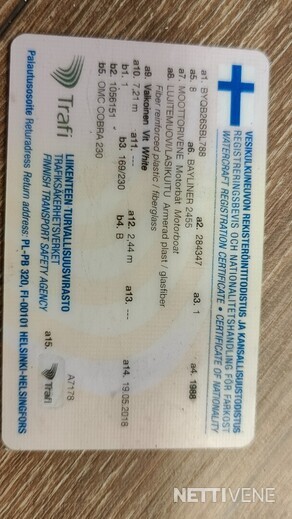 VESIKULKUNEUVON REKISTERÖINTITODISTUS JA KANSALLISUUSTODISTUS
REGISTRERINGSBEVIS OCH NATIONALITETSHANDLING FÖR FARKOST
WATERCRAFT REGISTRATION CERTIFICATE • CERTIFICATE OF NATIONALITY
a1. BYQB26SBL788 a2. 284347 a3. 1 a4. 1988
a5. 8 a6. BAYLINER 2455
a7. MOOTTORIVENE Motorbåt Motorboat
a8. LUJITEMUOVI/LASIKUITU Armerad plast / glasfiber
Fiber reinforced plastic / fiberglass
a9. Valkoinen Vit White
a10. 7,21 m a11. --- a12. 2,44 m a13. --- a14. 19.05.2018
b1. 1 b3. 169/230 b4. B
b2. 1056151
b5. OMC COBRA 230
A7178
a15. Trafi
Trafi
LIIKENTEEN TURVALLISUUSVIRASTO
TRAFIKSÄKERHETSVERKET
FINNISH TRANSPORT SAFETY AGENCY
Palautusosoite Returadress Return address: PL-PB 320, FI-00101 HELSINKI-HELSINGFORS
NETTIVENE